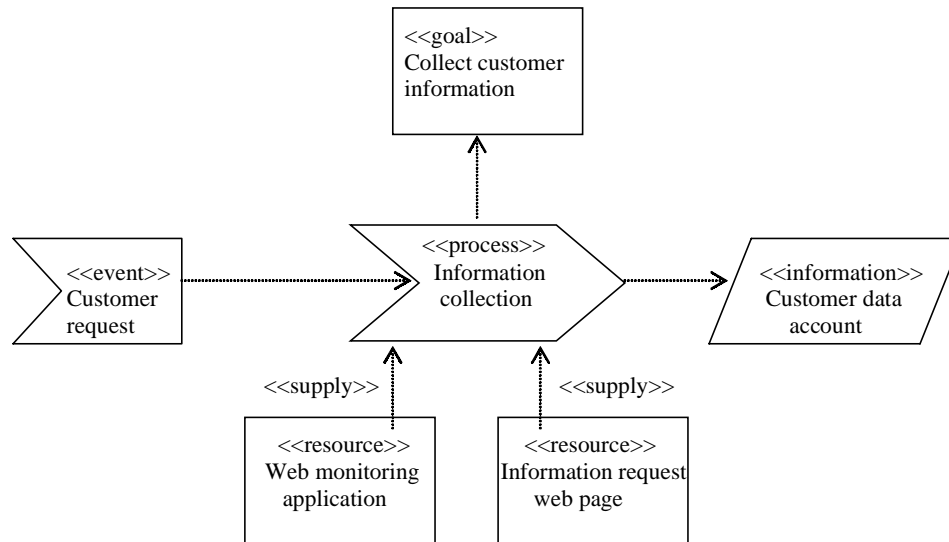 <<goal>>
Collect customer
information
<<event>>
Customer
request
<<process>>
Information
collection
<<information>>
Customer data
account
<<supply>>
<<supply>>
<<resource>>
Web monitoring
application
<<resource>>
Information request
web page